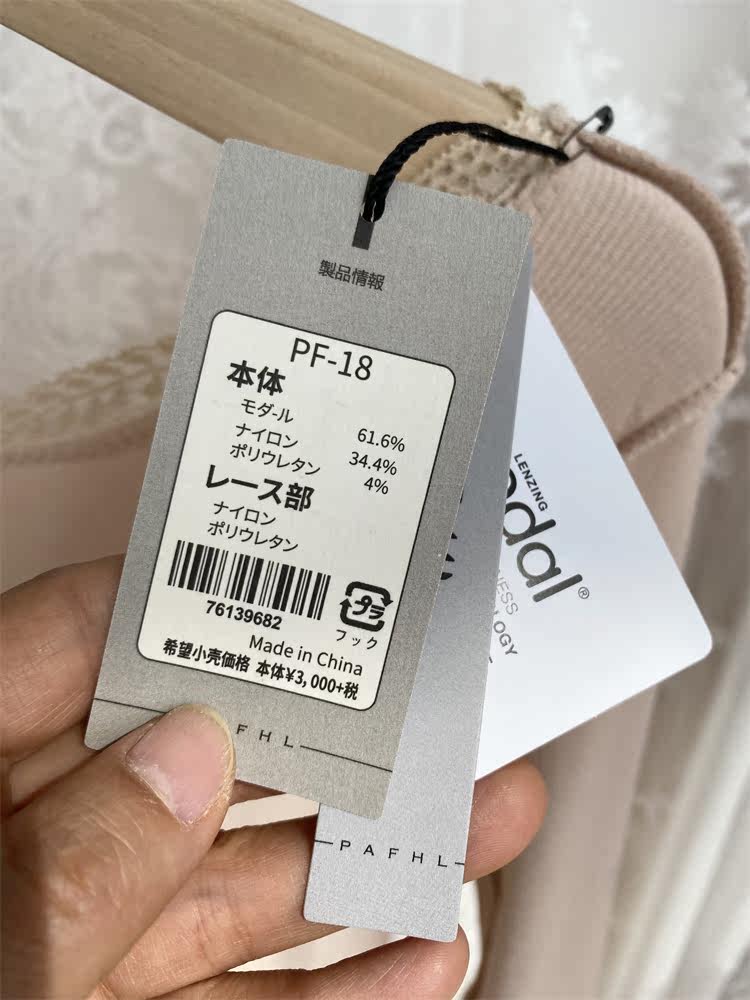 製品情報
PF-18
本体
モダール 61.6%
ナイロン 34.4%
ポリウレタン 4%
レース部
ナイロン
ポリウレタン
76139682
プラ
フック
Made in China
希望小売価格 本体¥3,000+税
FHL
PAFHL
LENZING
odal®
NESS
LOGY